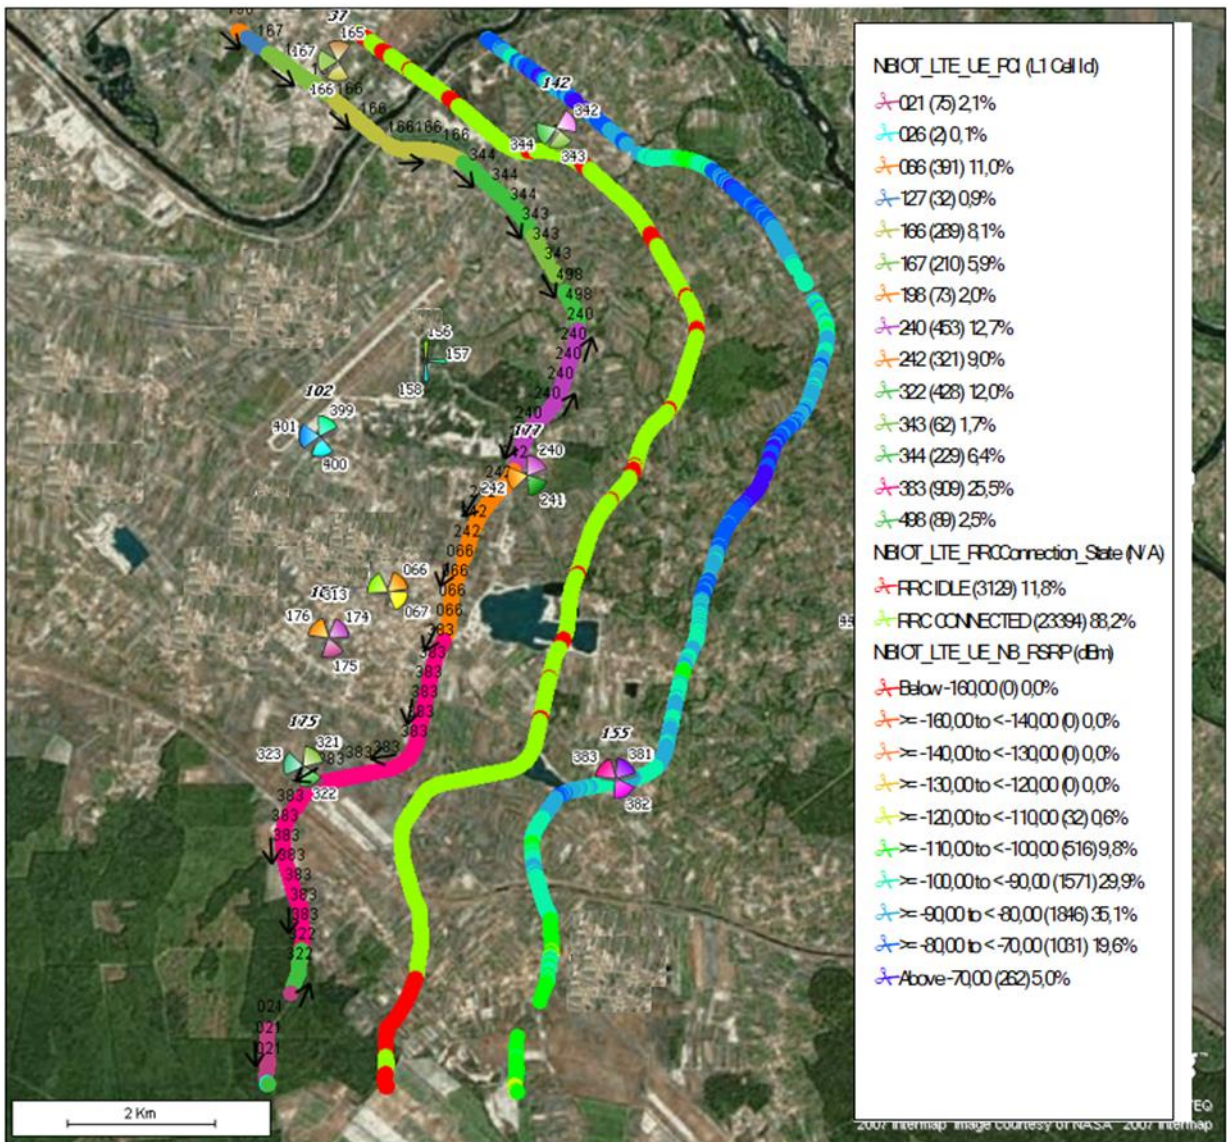 37
167
165
167
166
166
166
166166
166
142
342
344
343
344
344
344
343
343
343
498
498
240
240
240
240
240
240
157
158
102
399
401
400
177
240
242
241
242
242
066
066
066
066
066
067
313
176
174
175
383
383
383
383
383
383
383
383
175
323
321
322
155
383
381
382
383
383
383
383
383
383
383
322
322
021
021
021
2 Km
NBIOT_LTE_UE_PCI (L1 Cell Id)
021 (75) 2,1%
026 (2) 0,1%
066 (391) 11,0%
127 (32) 0,9%
166 (289) 8,1%
167 (210) 5,9%
198 (73) 2,0%
240 (453) 12,7%
242 (321) 9,0%
322 (428) 12,0%
343 (62) 1,7%
344 (229) 6,4%
383 (909) 25,5%
498 (89) 2,5%
NBIOT_LTE_RRCConnection_State (N/A)
RRC IDLE (3129) 11,8%
RRC CONNECTED (23394) 88,2%
NBIOT_LTE_UE_NB_RSRP (dBm)
Below -160,00 (0) 0,0%
>= -160,00 to < -140,00 (0) 0,0%
>= -140,00 to < -130,00 (0) 0,0%
>= -130,00 to < -120,00 (0) 0,0%
>= -120,00 to < -110,00 (32) 0,6%
>= -110,00 to < -100,00 (516) 9,8%
>= -100,00 to < -90,00 (1571) 29,9%
>= -90,00 to < -80,00 (1846) 35,1%
>= -80,00 to < -70,00 (1031) 19,6%
Above -70,00 (262) 5,0%
2007 Intermap Image courtesy of NASA 2007 Intermap